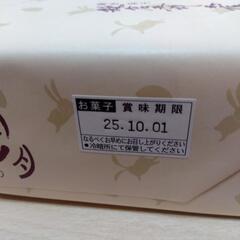 お菓子 賞味期限
25.10.01
なるべくお早めにお召し上がりください
●冷暗所にて保管してください